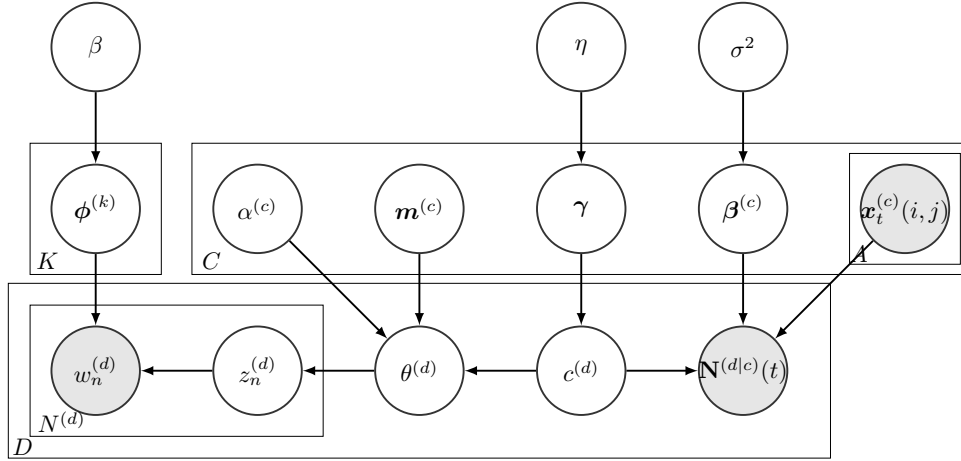 β η σ²
ϕ^(k) α^(c) m^(c) γ β^(c) x_t^(c)(i, j)
K C A
w_n^(d) z_n^(d) θ^(d) c^(d) N^(d|c)(t)
N^(d)
D